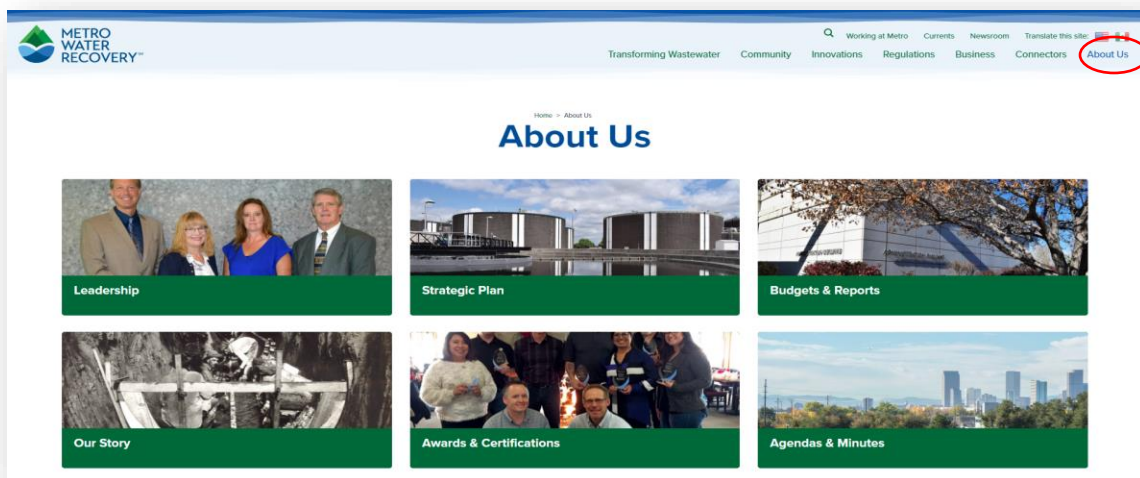 METRO
WATER
RECOVERY℠
Working at Metro Currents Newsroom Translate this site:
Transforming Wastewater Community Innovations Regulations Business Connectors About Us
Home > About Us
About Us
Leadership
Strategic Plan
Budgets & Reports
Our Story
Awards & Certifications
Agendas & Minutes